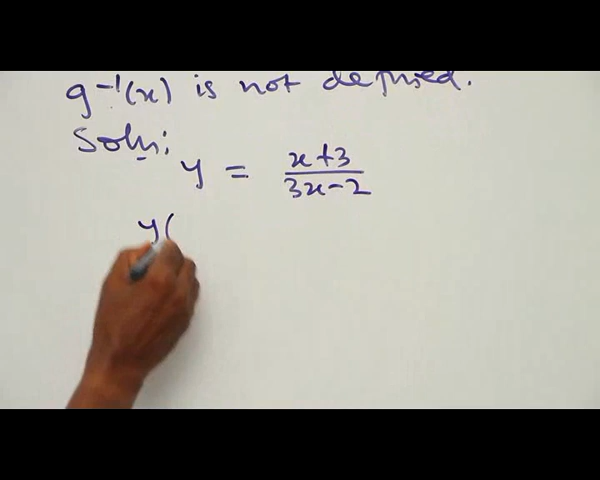 g⁻¹(x) is not defined.
Soln:
y = (x+3)/(3x-2)
y(